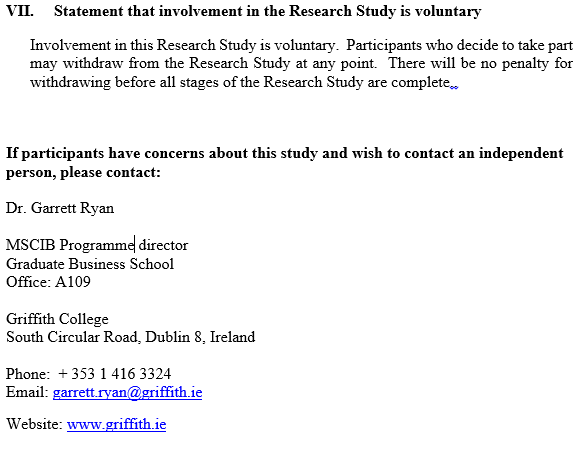 VII. Statement that involvement in the Research Study is voluntary
Involvement in this Research Study is voluntary. Participants who decide to take part
may withdraw from the Research Study at any point. There will be no penalty for
withdrawing before all stages of the Research Study are complete..
If participants have concerns about this study and wish to contact an independent
person, please contact:
Dr. Garrett Ryan
MSCIB Programme director
Graduate Business School
Office: A109
Griffith College
South Circular Road, Dublin 8, Ireland
Phone: + 353 1 416 3324
Email: garrett.ryan@griffith.ie
Website: www.griffith.ie